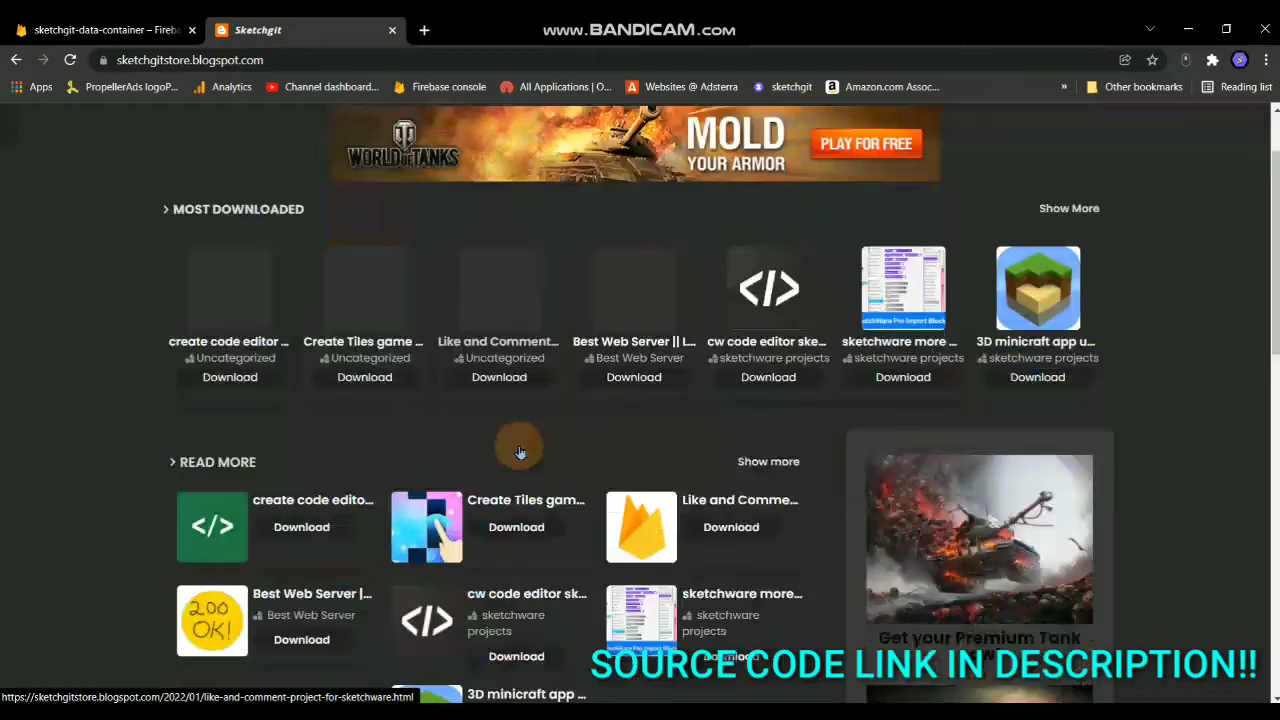 sketchgit-data-container – Fireba
Sketchgit
www.BANDICAM.com
sketchgitstore.blogspot.com
Apps
PropellerAds logoP...
Analytics
Channel dashboard...
Firebase console
All Applications | O...
Websites @ Adsterra
sketchgit
Amazon.com Assoc...
»
Other bookmarks
Reading list
WORLD OF TANKS
MOLD
YOUR ARMOR
PLAY FOR FREE
MOST DOWNLOADED
Show More
create code editor ...
Create Tiles game ...
Like and Comment...
Best Web Server || L...
cw code editor ske...
sketchware more ...
3D minicraft app u...
Uncategorized
Uncategorized
Uncategorized
Best Web Server
sketchware projects
sketchware projects
sketchware projects
Download
Download
Download
Download
Download
Download
Download
READ MORE
Show more
create code edito...
Download
Create Tiles gam...
Download
Like and Comme...
Download
200
OK!
Best Web Server |...
Best Web Server
Download
cw code editor sk...
sketchware
projects
Download
sketchware more...
sketchware
projects
3D minicraft app ...
Get your Premium Tank
SOURCE CODE LINK IN DESCRIPTION!!
https://sketchgitstore.blogspot.com/2022/01/like-and-comment-project-for-sketchware.html